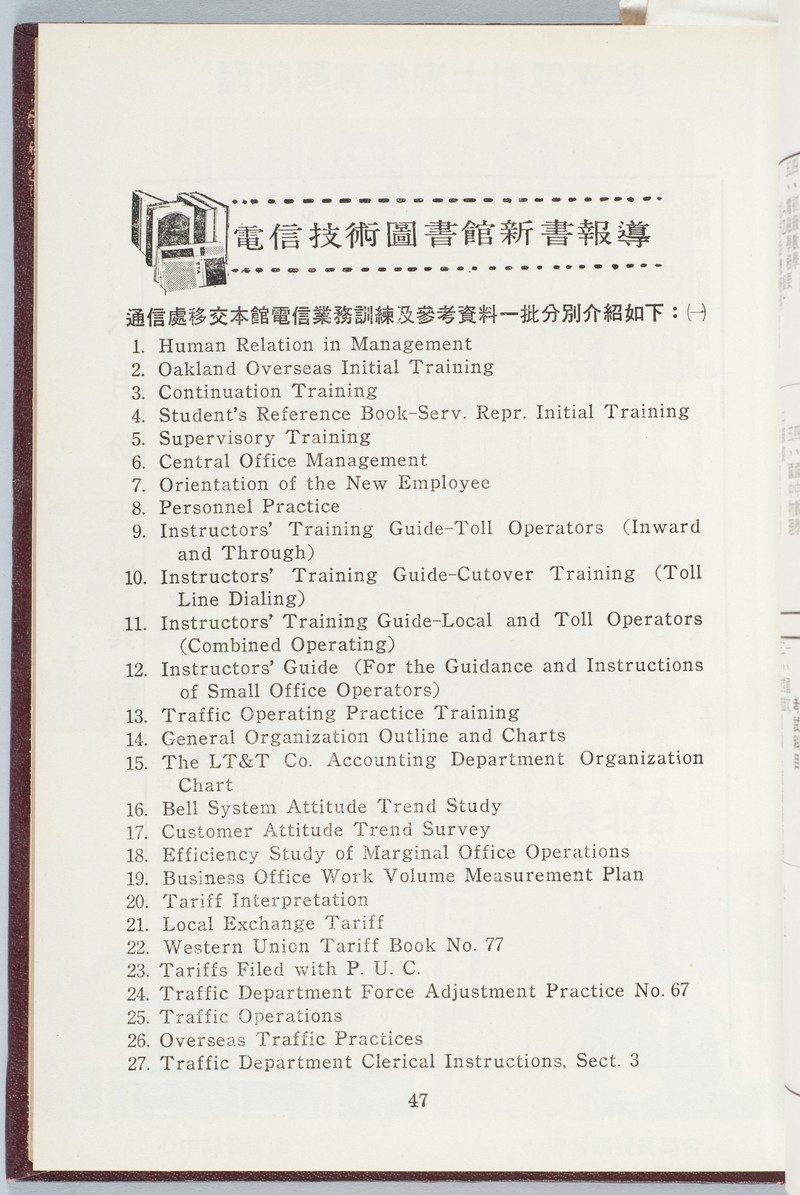 電信技術圖書館新書報導
通信處移交本館電信業務訓練及參考資料一批分別介紹如下：㈠
1. Human Relation in Management
2. Oakland Overseas Initial Training
3. Continuation Training
4. Student's Reference Book-Serv. Repr. Initial Training
5. Supervisory Training
6. Central Office Management
7. Orientation of the New Employee
8. Personnel Practice
9. Instructors' Training Guide-Toll Operators (Inward
and Through)
10. Instructors' Training Guide-Cutover Training (Toll
Line Dialing)
11. Instructors' Training Guide-Local and Toll Operators
(Combined Operating)
12. Instructors' Guide (For the Guidance and Instructions
of Small Office Operators)
13. Traffic Operating Practice Training
14. General Organization Outline and Charts
15. The LT&T Co. Accounting Department Organization
Chart
16. Bell System Attitude Trend Study
17. Customer Attitude Trend Survey
18. Efficiency Study of Marginal Office Operations
19. Business Office Work Volume Measurement Plan
20. Tariff Interpretation
21. Local Exchange Tariff
22. Western Union Tariff Book No. 77
23. Tariffs Filed with P. U. C.
24. Traffic Department Force Adjustment Practice No. 67
25. Traffic Operations
26. Overseas Traffic Practices
27. Traffic Department Clerical Instructions, Sect. 3
47